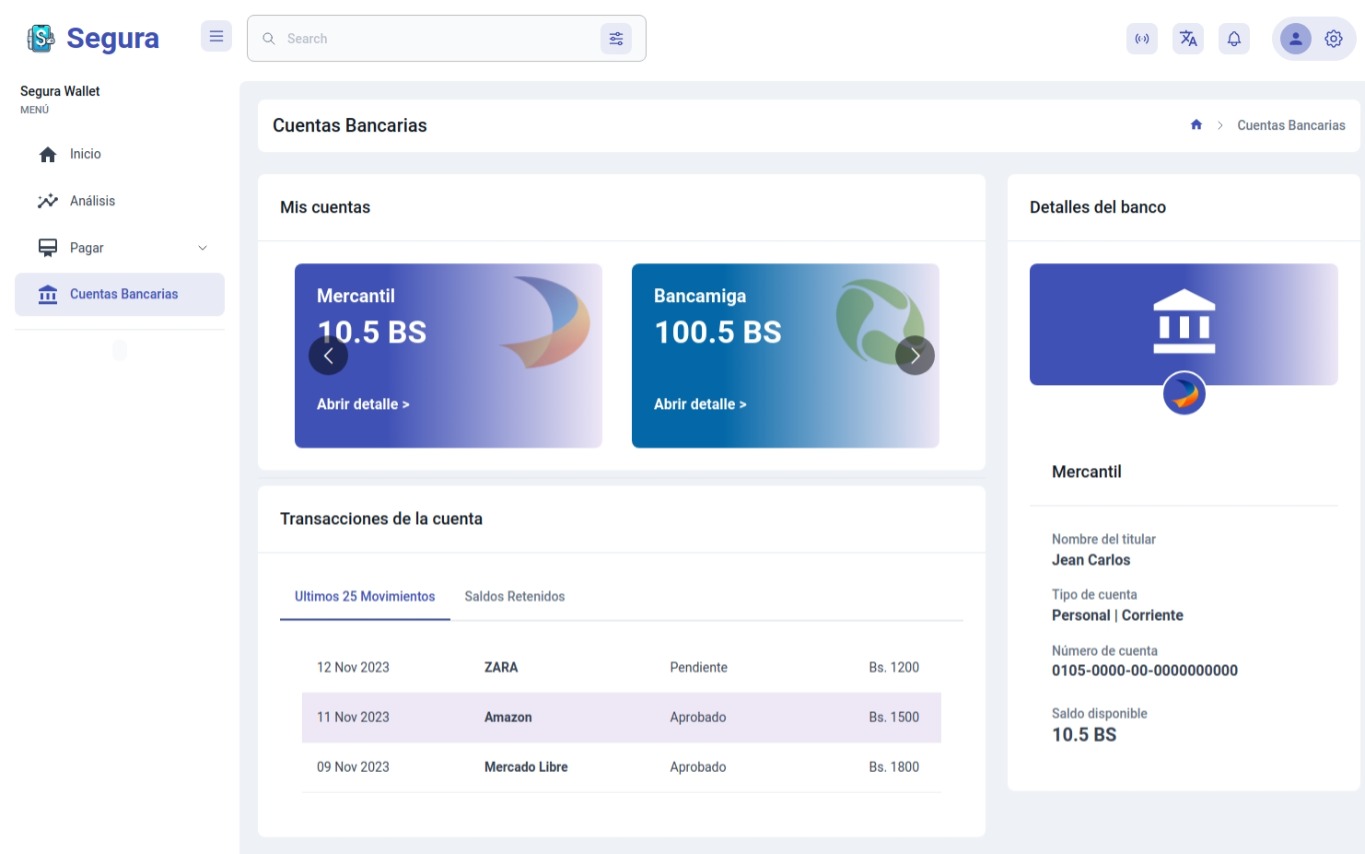 Segura
Search
Segura Wallet
MENÚ
Inicio
Análisis
Pagar
Cuentas Bancarias
Cuentas Bancarias
Cuentas Bancarias
Mis cuentas
Mercantil
10.5 BS
Abrir detalle >
Bancamiga
100.5 BS
Abrir detalle >
Transacciones de la cuenta
Ultimos 25 Movimientos Saldos Retenidos
12 Nov 2023 ZARA Pendiente Bs. 1200
11 Nov 2023 Amazon Aprobado Bs. 1500
09 Nov 2023 Mercado Libre Aprobado Bs. 1800
Detalles del banco
Mercantil
Nombre del titular
Jean Carlos
Tipo de cuenta
Personal | Corriente
Número de cuenta
0105-0000-00-0000000000
Saldo disponible
10.5 BS